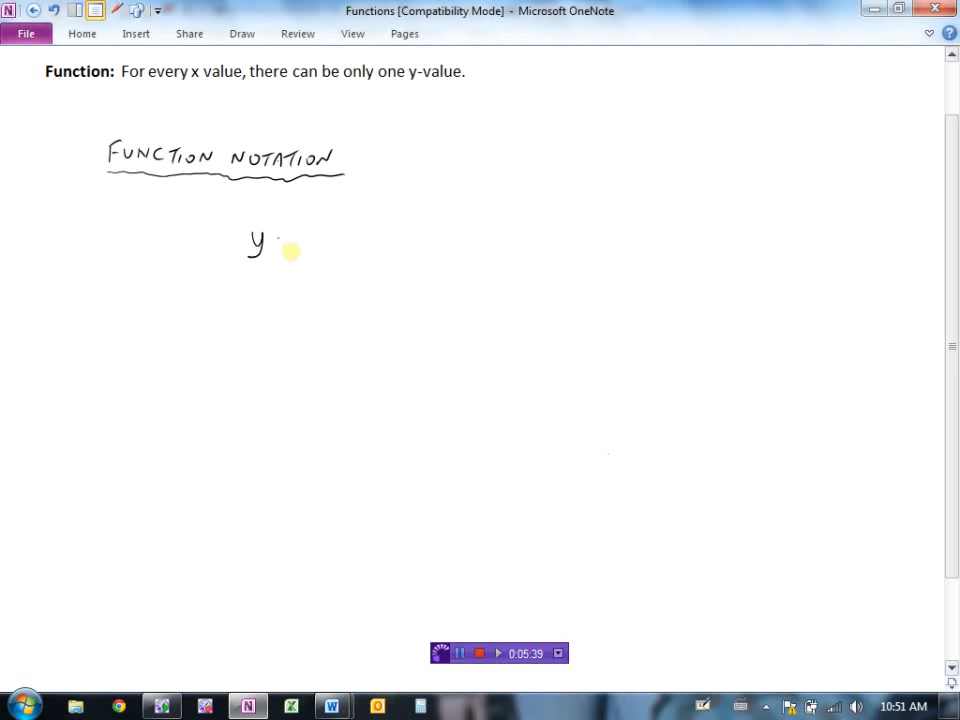 Functions [Compatibility Mode] - Microsoft OneNote
File Home Insert Share Draw Review View Pages
Function: For every x value, there can be only one y-value.
FUNCTION NOTATION
y
0:05:39
10:51 AM